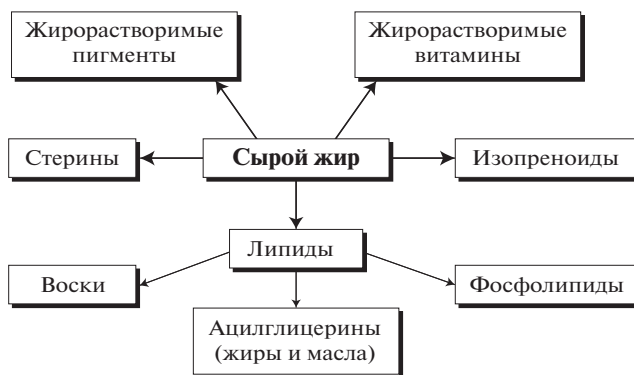 Жирорастворимые
пигменты
Жирорастворимые
витамины
Стерины
Сырой жир
Изопреноиды
Липиды
Воски
Фосфолипиды
Ацилглицерины
(жиры и масла)